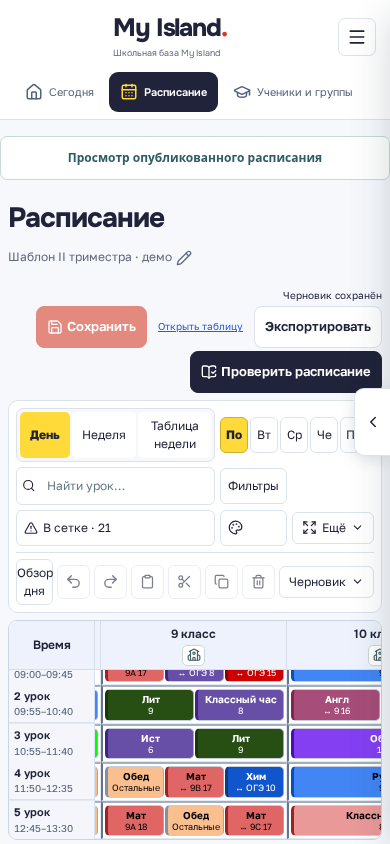 My Island.
Школьная база My Island
Сегодня
Расписание
Ученики и группы
Просмотр опубликованного расписания
Расписание
Шаблон II триместра · демо
Черновик сохранён
Сохранить
Открыть таблицу
Экспортировать
Проверить расписание
День
Неделя
Таблица
недели
По
Вт
Ср
Че
Найти урок...
Фильтры
В сетке · 21
Ещё
Обзор
дня
Черновик
Время
9 класс
10 кл
09:00–09:45
9А 17
↔ ОГЭ 8
↔ ОГЭ 15
2 урок
09:55–10:40
Лит
9
Классный час
8
Англ
↔ 9 16
3 урок
10:55–11:40
Ист
6
Лит
9
4 урок
11:50–12:35
Обед
Остальные
Мат
↔ 9В 17
Хим
↔ ОГЭ 10
5 урок
12:45–13:30
Мат
9А 18
Обед
Остальные
Мат
↔ 9С 17